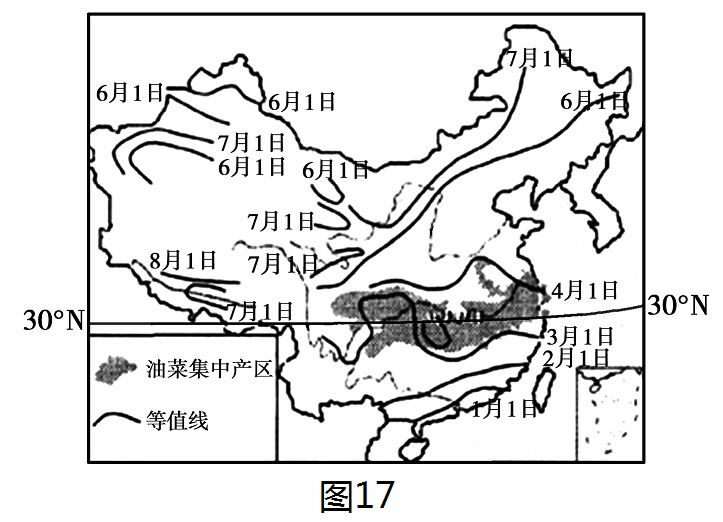 7月1日
6月1日
6月1日
6月1日
7月1日
6月1日
6月1日
7月1日
8月1日
7月1日
7月1日
4月1日
30°N
30°N
3月1日
2月1日
1月1日
油菜集中产区
等值线
图17